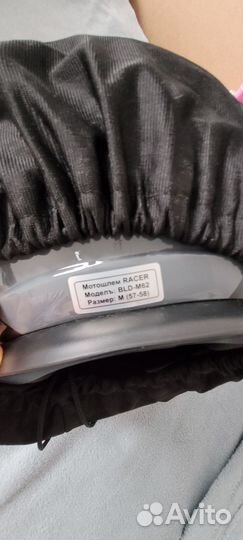 Мотошлем RACER
Модель: BLD-M62
Размер: M (57-58)
Avito